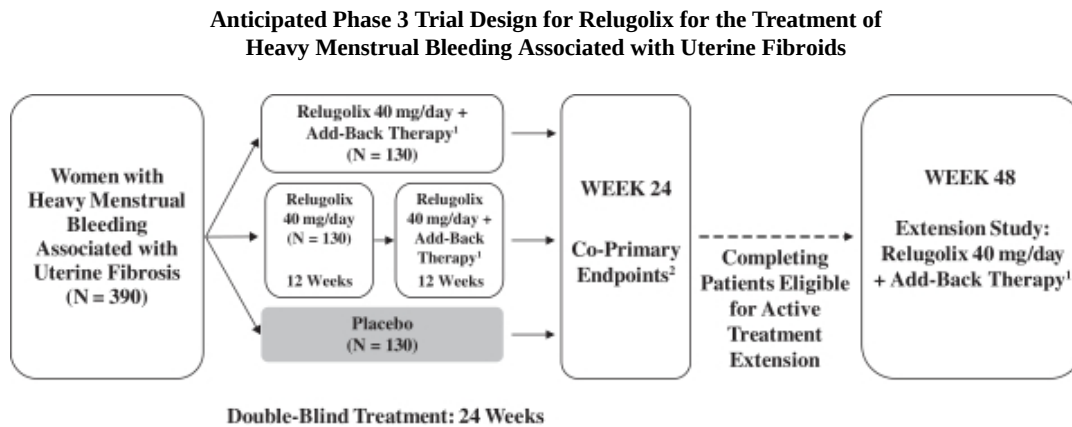 Anticipated Phase 3 Trial Design for Relugolix for the Treatment of
Heavy Menstrual Bleeding Associated with Uterine Fibroids
Women with
Heavy Menstrual
Bleeding
Associated with
Uterine Fibrosis
(N = 390)
Relugolix 40 mg/day +
Add-Back Therapy¹
(N = 130)
Relugolix
40 mg/day
(N = 130)
12 Weeks
Relugolix
40 mg/day +
Add-Back
Therapy¹
12 Weeks
Placebo
(N = 130)
WEEK 24
Co-Primary
Endpoints²
Completing
Patients Eligible
for Active
Treatment
Extension
WEEK 48
Extension Study:
Relugolix 40 mg/day
+ Add-Back Therapy¹
Double-Blind Treatment: 24 Weeks